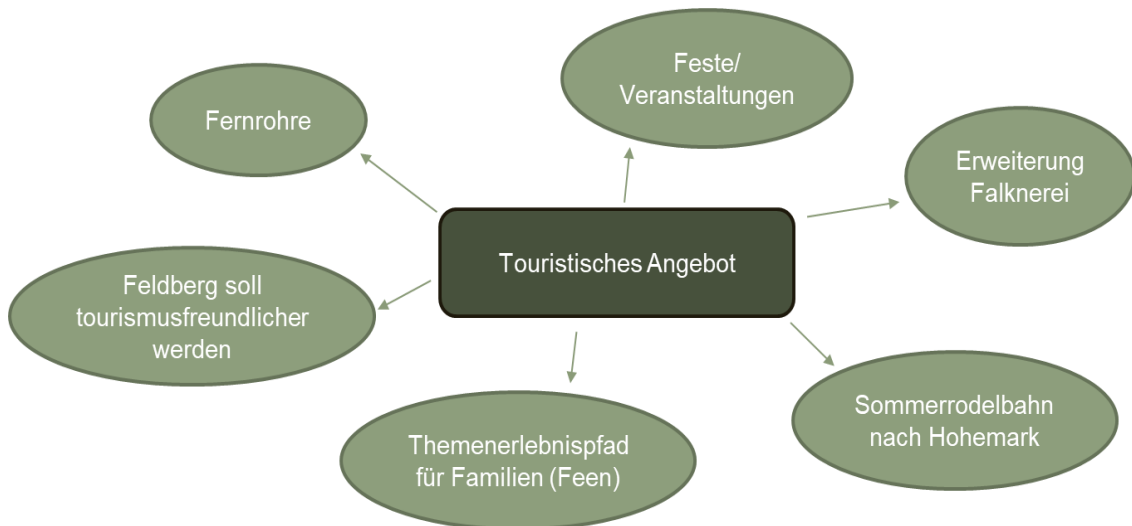 Feste/
Veranstaltungen
Fernrohre
Erweiterung
Falknerei
Touristisches Angebot
Feldberg soll
tourismusfreundlicher
werden
Sommerrodelbahn
nach Hohemark
Themenerlebnispfad
für Familien (Feen)